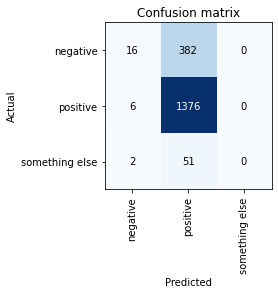 Confusion matrix
Actual
negative 16 382 0
positive 6 1376 0
something else 2 51 0
negative positive something else
Predicted